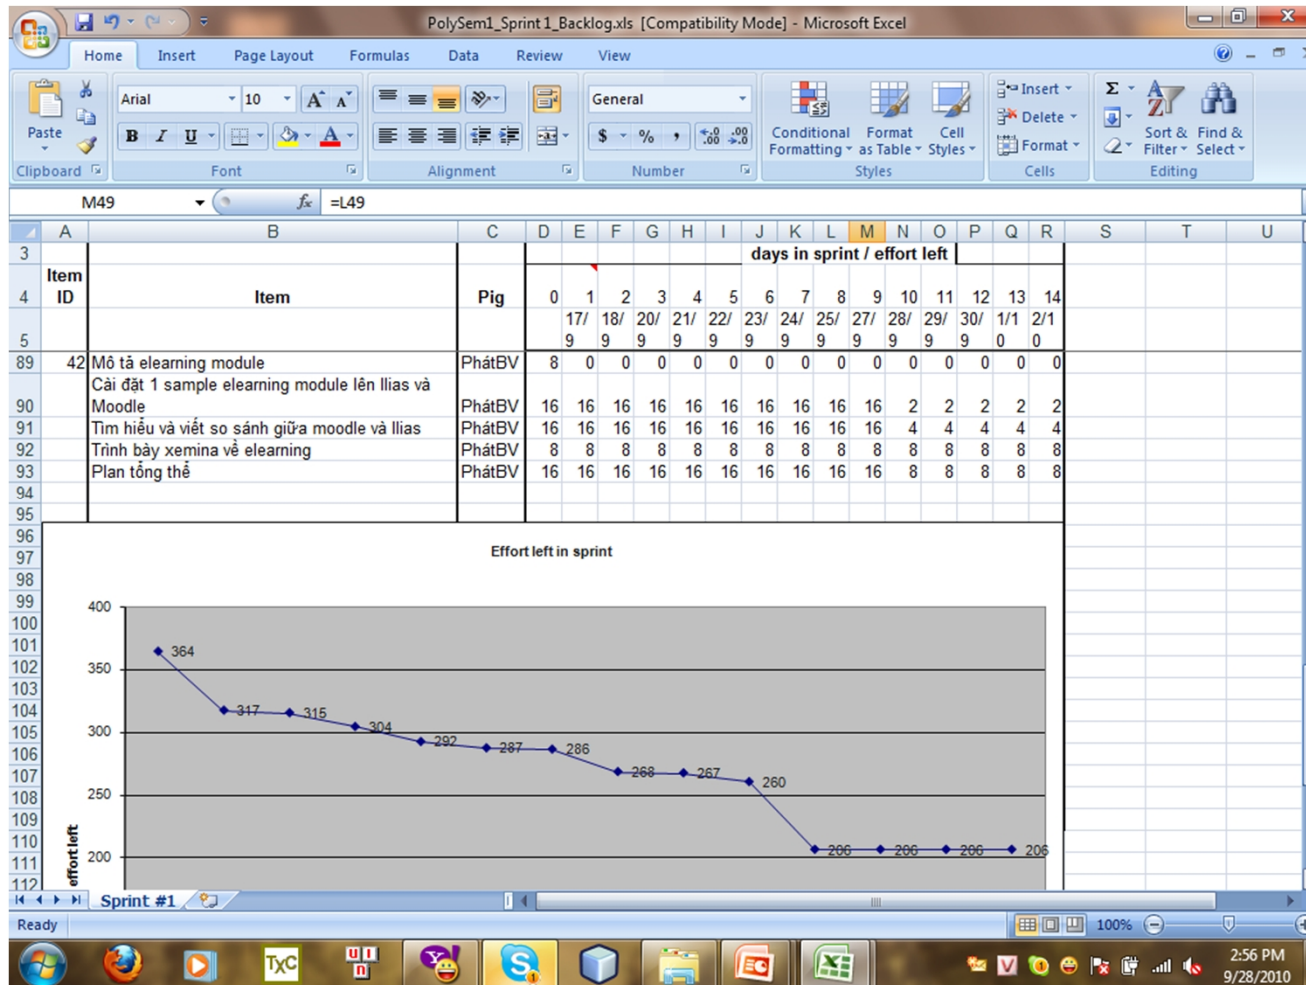 PolySem1_Sprint 1_Backlog.xls [Compatibility Mode] - Microsoft Excel
Home Insert Page Layout Formulas Data Review View
Paste
Arial 10 A A
B I U A
General
$ % , .00 .0
Conditional Formatting
Format as Table
Cell Styles
Insert
Delete
Format
Σ
Sort & Filter
Find & Select
Clipboard Font Alignment Number Styles Cells Editing
M49 fx =L49
A B C D E F G H I J K L M N O P Q R S T U
3 days in sprint / effort left
4 Item ID Item Pig 0 1 2 3 4 5 6 7 8 9 10 11 12 13 14
5 17/9 18/9 20/9 21/9 22/9 23/9 24/9 25/9 27/9 28/9 29/9 30/9 1/10 2/10
89 42 Mô tả elearning module PhátBV 8 0 0 0 0 0 0 0 0 0 0 0 0 0 0
90 Cài đặt 1 sample elearning module lên Ilias và
Moodle PhátBV 16 16 16 16 16 16 16 16 16 16 2 2 2 2 2
91 Tìm hiểu và viết so sánh giữa moodle và Ilias PhátBV 16 16 16 16 16 16 16 16 16 16 4 4 4 4 4
92 Trình bày xemina về elearning PhátBV 8 8 8 8 8 8 8 8 8 8 8 8 8 8 8
93 Plan tổng thể PhátBV 16 16 16 16 16 16 16 16 16 16 8 8 8 8 8
94
95
96
97 Effort left in sprint
98
99
100 400
101 364
102 350
103
104 317 315
105 300 304
106 292 287 286
107 268 267
108 250 260
109
110 206 206 206 206
111 200
112
effort left
Sprint #1
Ready 100%
TxC
u i n
2:56 PM
9/28/2010